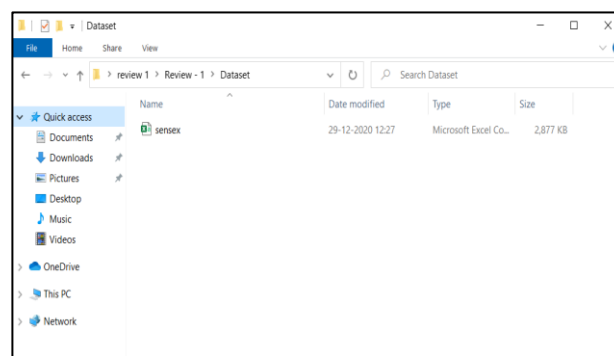 Dataset
File Home Share View
review 1 > Review - 1 > Dataset
Search Dataset
Name Date modified Type Size
Quick access
sensex 29-12-2020 12:27 Microsoft Excel Co... 2,877 KB
Documents
Downloads
Pictures
Desktop
Music
Videos
OneDrive
This PC
Network